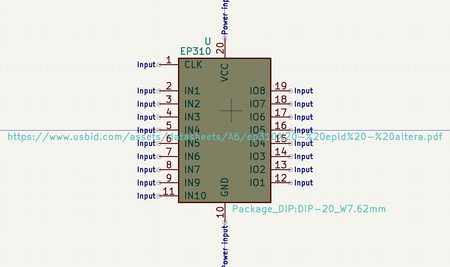 Power input
U
EP310
20
Input 1 CLK VCC
Input 2 IN1 IO8 19 Input
Input 3 IN2 IO7 18 Input
Input 4 IN3 IO6 17 Input
Input 5 IN4 IO5 16 Input
https://www.usbid.com/assets/datasheets/A6/ep310%20-%20epld%20-%20altera.pdf
Input 6 IN5 IO4 15 Input
Input 7 IN6 IO3 14 Input
Input 8 IN7 IO2 13 Input
Input 9 IN9 IO1 12 Input
Input 11 IN10 GND
10
Package_DIP:DIP-20_W7.62mm
Power input